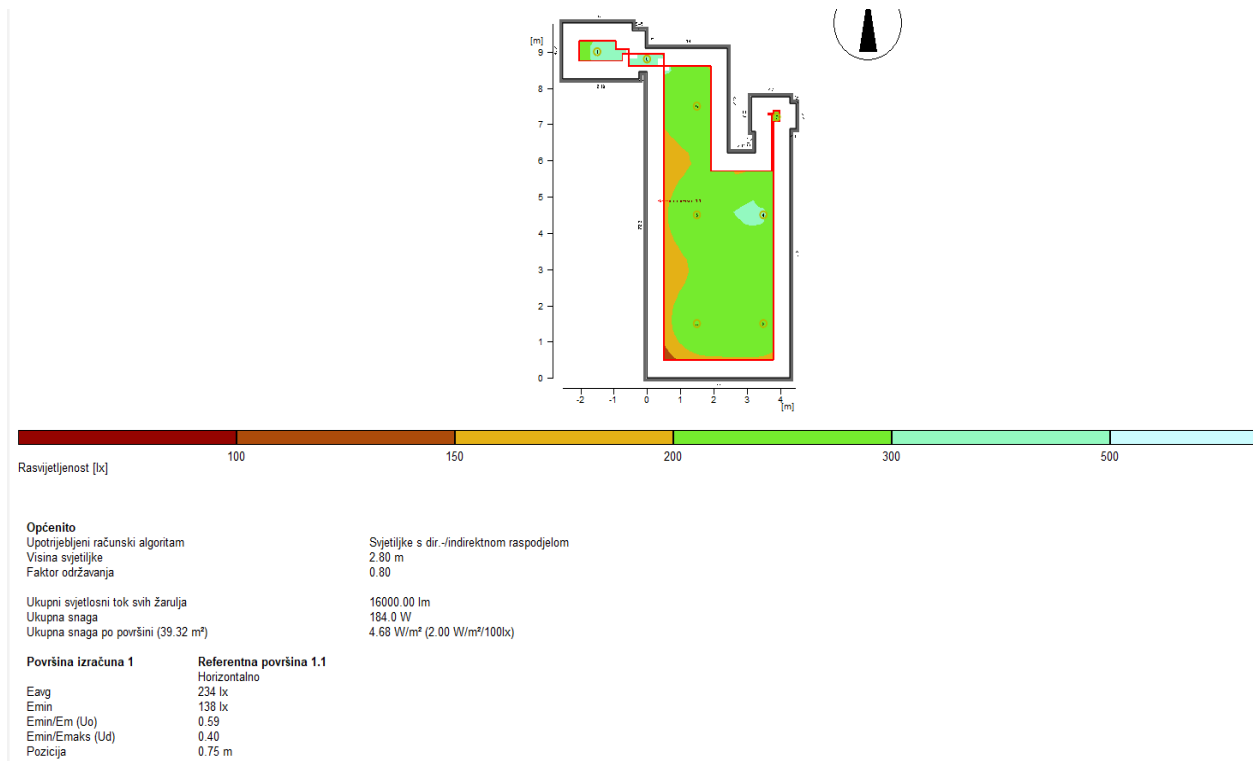 [m]
9
8
7
6
5
4
3
2
1
0
-2 -1 0 1 2 3 4
[m]
100 150 200 300 500
Rasvijetljenost [lx]
Općenito
Upotrijebljeni računski algoritam Svjetiljke s dir.-/indirektnom raspodjelom
Visina svjetiljke 2.80 m
Faktor održavanja 0.80
Ukupni svjetlosni tok svih žarulja 16000.00 lm
Ukupna snaga 184.0 W
Ukupna snaga po površini (39.32 m²) 4.68 W/m² (2.00 W/m²/100lx)
Površina izračuna 1 Referentna površina 1.1
Horizontalno
Eavg 234 lx
Emin 138 lx
Emin/Em (Uo) 0.59
Emin/Emaks (Ud) 0.40
Pozicija 0.75 m